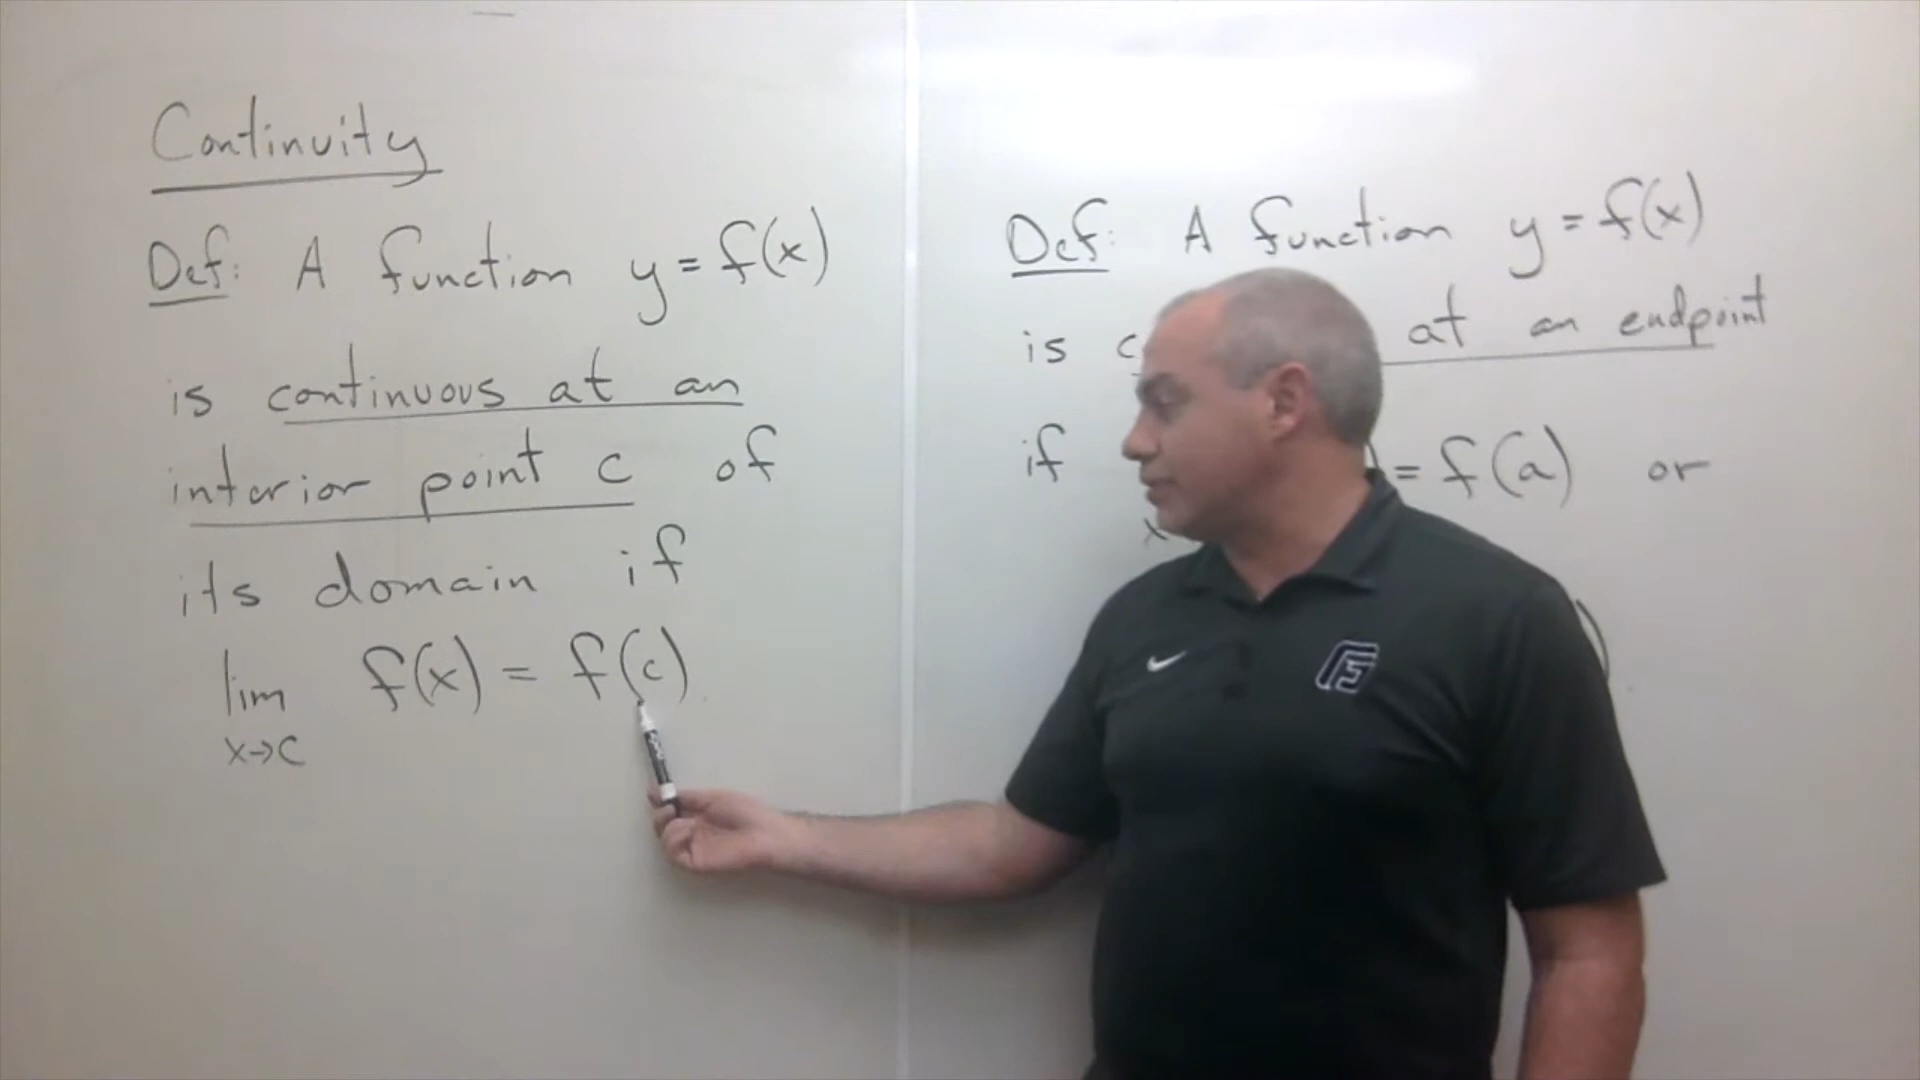 Continuity
Def: A function y = f(x)
is continuous at an
interior point c of
its domain if
lim f(x) = f(c)
x→c
Def: A function y = f(x)
is at an endpoint
if = f(a) or